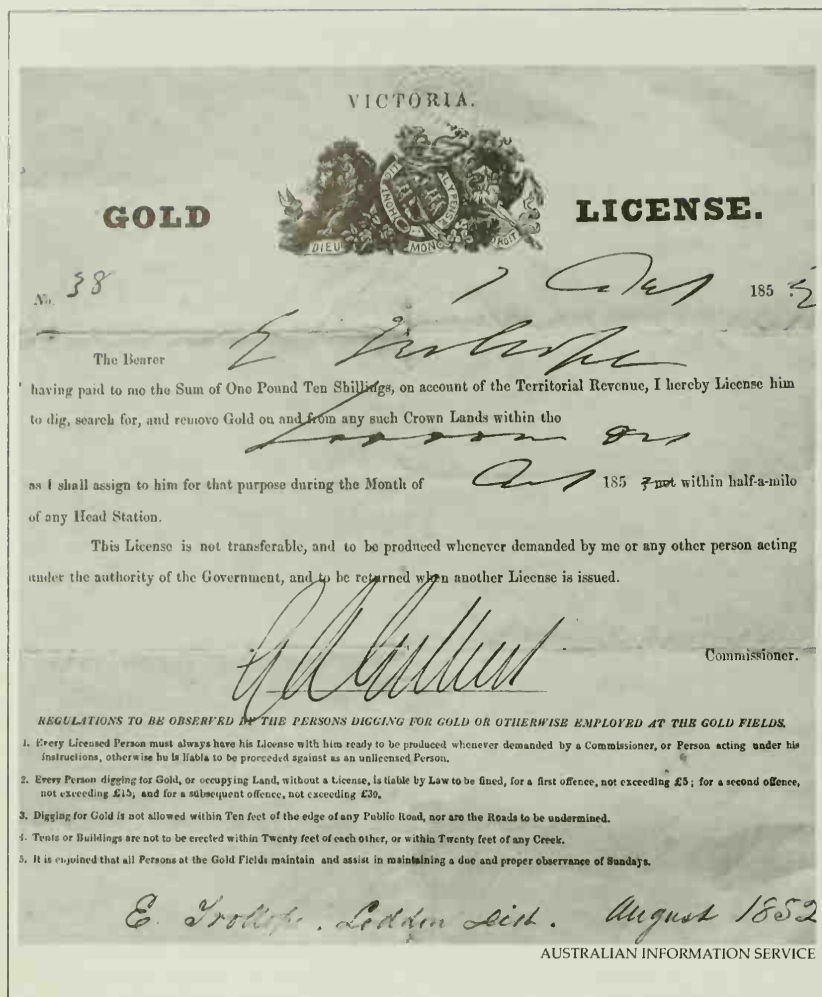 VICTORIA.
GOLD LICENSE.
DIEU MON DROIT
No. 38 185 2
The Bearer E Trollope
having paid to me the Sum of One Pound Ten Shillings, on account of the Territorial Revenue, I hereby License him
to dig, search for, and remove Gold on and from any such Crown Lands within the
as I shall assign to him for that purpose during the Month of 185 not within half-a-mile
of any Head Station.
This License is not transferable, and to be produced whenever demanded by me or any other person acting
under the authority of the Government, and to be returned when another License is issued.
Commissioner.
REGULATIONS TO BE OBSERVED BY THE PERSONS DIGGING FOR GOLD OR OTHERWISE EMPLOYED AT THE GOLD FIELDS.
1. Every Licensed Person must always have his License with him ready to be produced whenever demanded by a Commissioner, or Person acting under his
instructions, otherwise he is liable to be proceeded against as an unlicensed Person.
2. Every Person digging for Gold, or occupying Land, without a License, is liable by Law to be fined, for a first offence, not exceeding £5; for a second offence,
not exceeding £15; and for a subsequent offence, not exceeding £30.
3. Digging for Gold is not allowed within Ten feet of the edge of any Public Road, nor are the Roads to be undermined.
4. Tents or Buildings are not to be erected within Twenty feet of each other, or within Twenty feet of any Creek.
5. It is enjoined that all Persons at the Gold Fields maintain and assist in maintaining a due and proper observance of Sundays.
E. Trollope. Loddon Dist. August 1852
AUSTRALIAN INFORMATION SERVICE